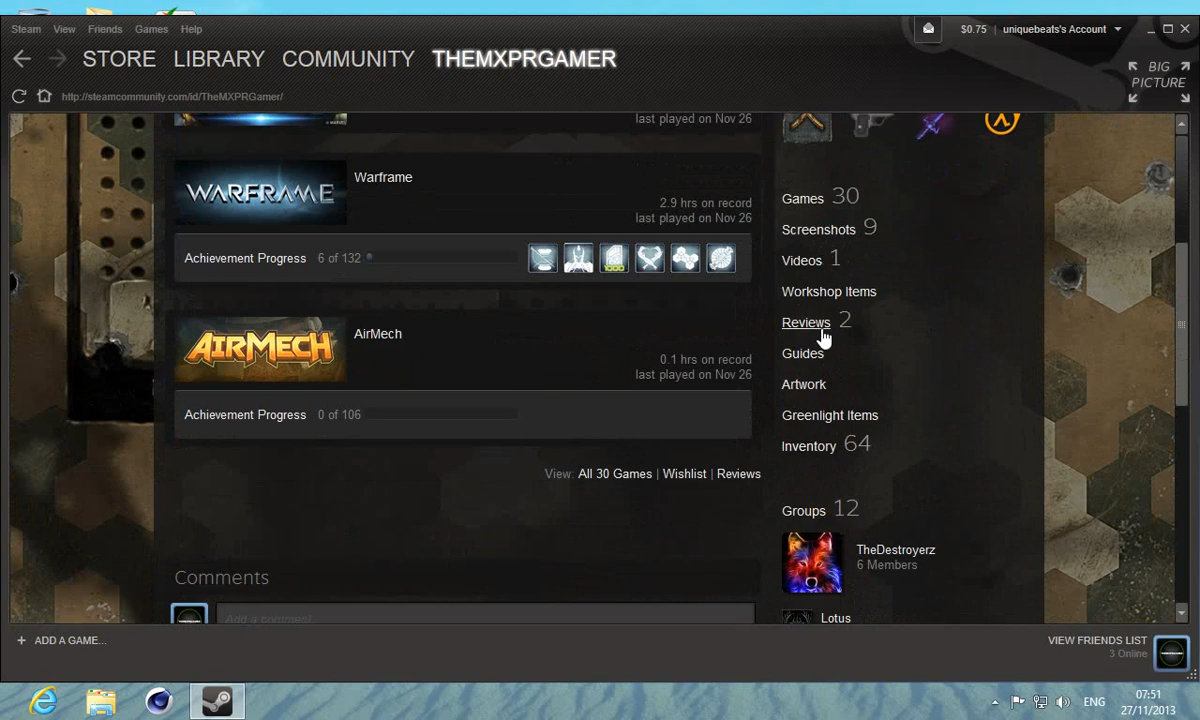 Steam View Friends Games Help
$0.75 uniquebeats's Account
STORE LIBRARY COMMUNITY THEMXPRGAMER
BIG PICTURE
http://steamcommunity.com/id/TheMXPRGamer/
last played on Nov 26
WARFRAME
Warframe
2.9 hrs on record
last played on Nov 26
Achievement Progress 6 of 132
AIRMECH
AirMech
0.1 hrs on record
last played on Nov 26
Achievement Progress 0 of 106
View: All 30 Games | Wishlist | Reviews
Comments
Add a comment
Games 30
Screenshots 9
Videos 1
Workshop Items
Reviews 2
Guides
Artwork
Greenlight Items
Inventory 64
Groups 12
TheDestroyerz
6 Members
Lotus
+ ADD A GAME...
VIEW FRIENDS LIST
3 Online
ENG
07:51
27/11/2013